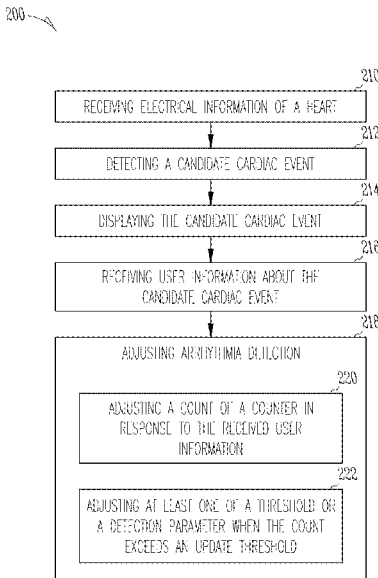 200
210
RECEIVING ELECTRICAL INFORMATION OF A HEART
212
DETECTING A CANDIDATE CARDIAC EVENT
214
DISPLAYING THE CANDIDATE CARDIAC EVENT
216
RECEIVING USER INFORMATION ABOUT THE
CANDIDATE CARDIAC EVENT
218
ADJUSTING ARRHYTHMIA DETECTION
220
ADJUSTING A COUNT OF A COUNTER IN
RESPONSE TO THE RECEIVED USER
INFORMATION
222
ADJUSTING AT LEAST ONE OF A THRESHOLD OR
A DETECTION PARAMETER WHEN THE COUNT
EXCEEDS AN UPDATE THRESHOLD